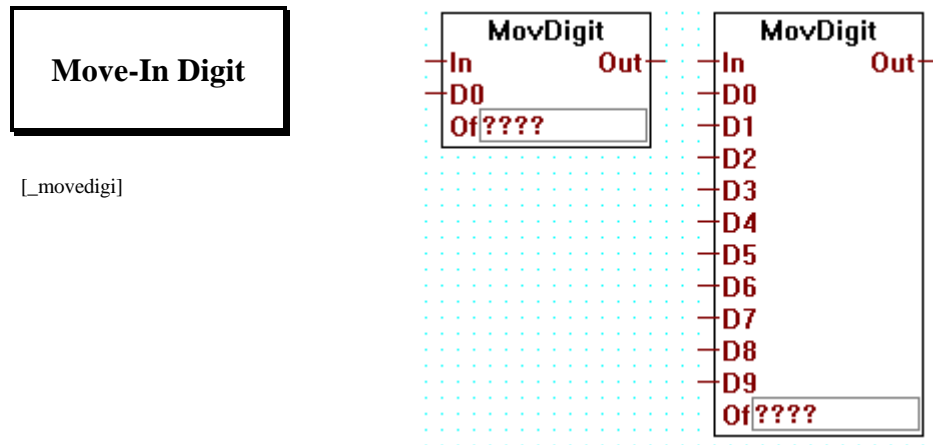 Move-In Digit
[_movedigi]
MovDigit
In Out
D0
Of ????
MovDigit
In Out
D0
D1
D2
D3
D4
D5
D6
D7
D8
D9
Of ????